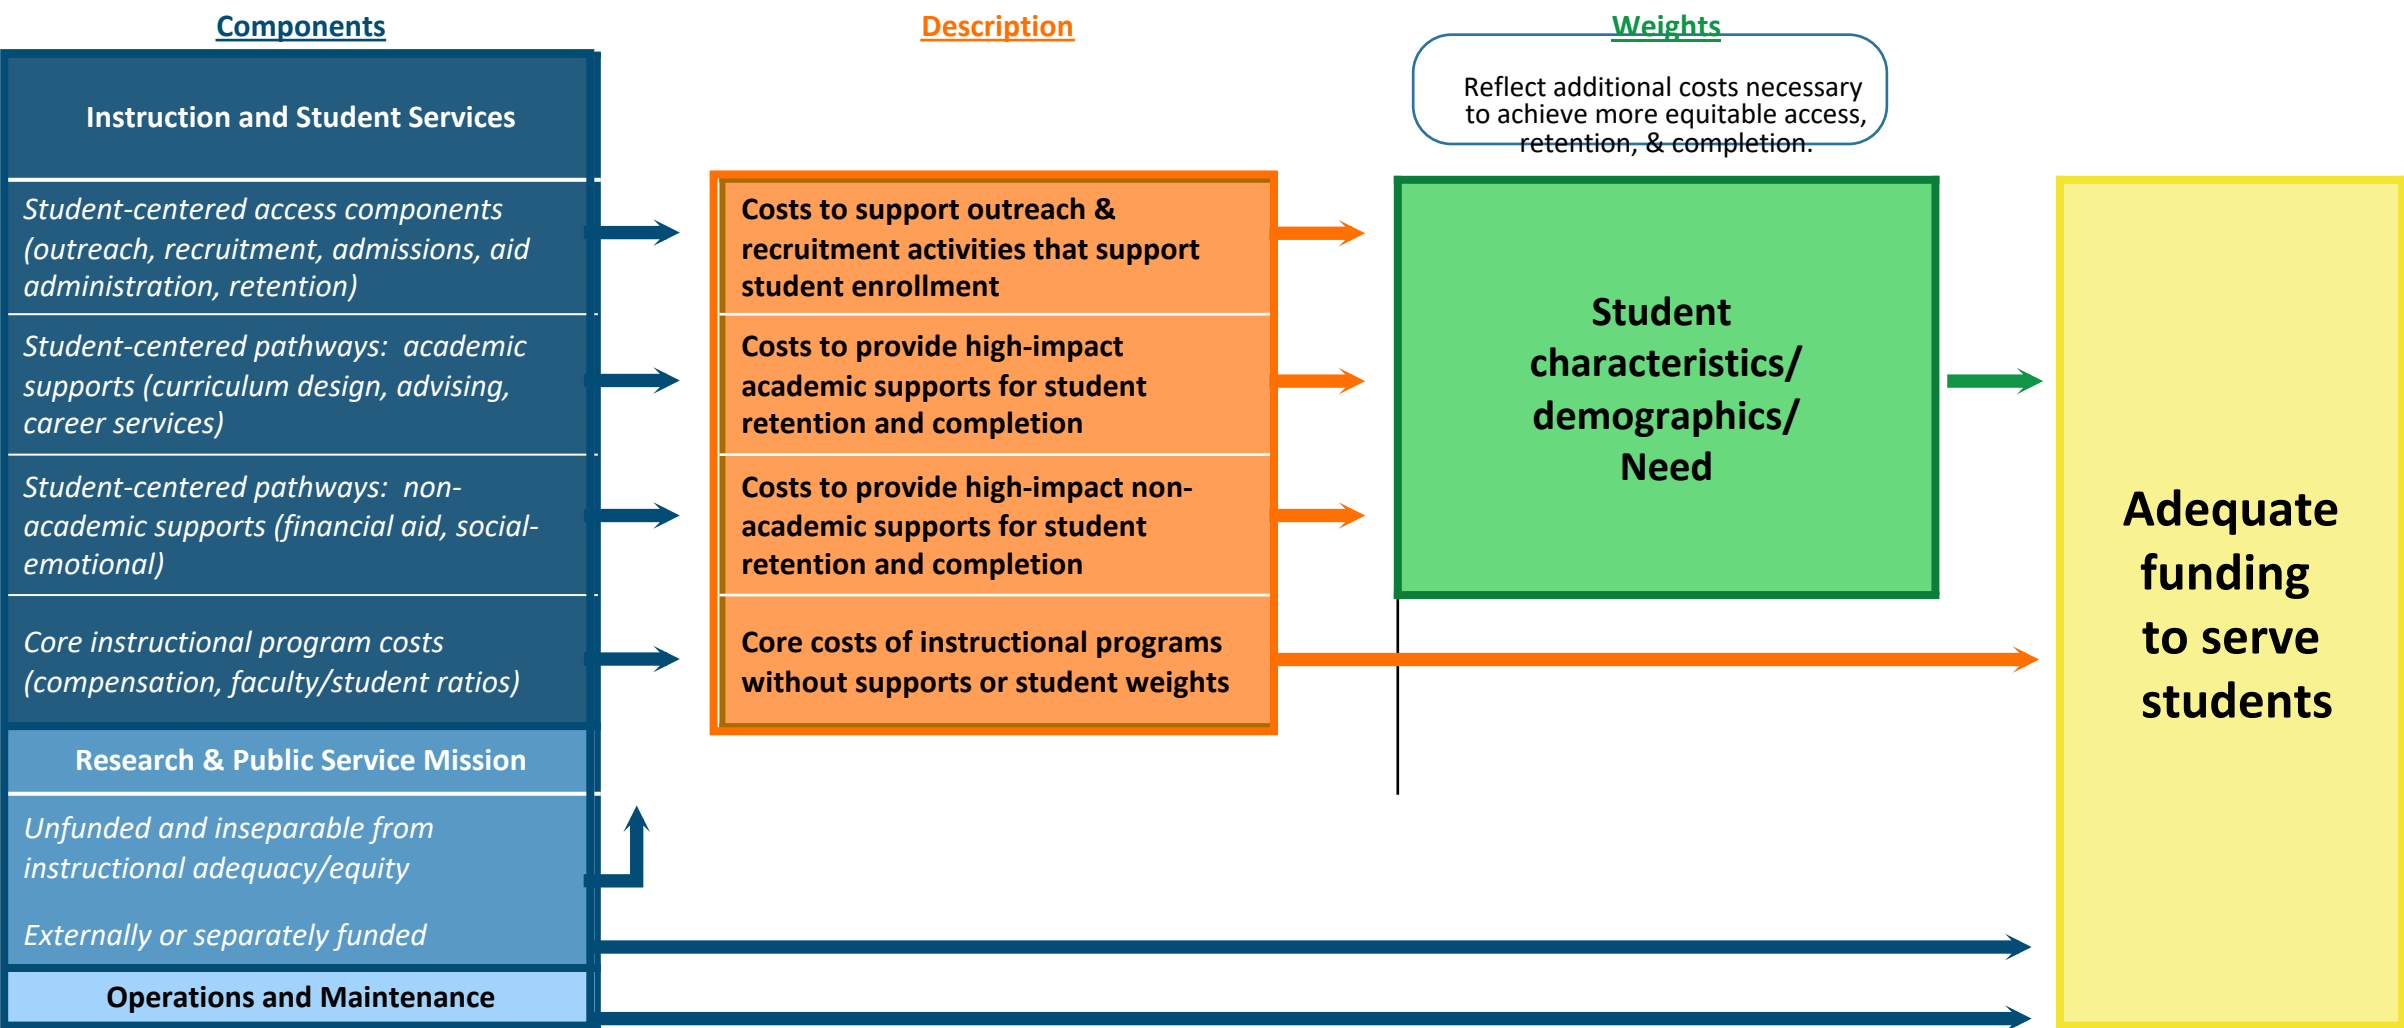 Components
Description
Weights
Reflect additional costs necessary
to achieve more equitable access,
retention, & completion.
Instruction and Student Services
Student-centered access components
(outreach, recruitment, admissions, aid
administration, retention)
Student-centered pathways:  academic
supports (curriculum design, advising,
career services)
Student-centered pathways:  non-
academic supports (financial aid, social-
emotional)
Core instructional program costs
(compensation, faculty/student ratios)
Research & Public Service Mission
Unfunded and inseparable from
instructional adequacy/equity
Externally or separately funded
Operations and Maintenance
Costs to support outreach &
recruitment activities that support
student enrollment
Costs to provide high-impact
academic supports for student
retention and completion
Costs to provide high-impact non-
academic supports for student
retention and completion
Core costs of instructional programs
without supports or student weights
Student
characteristics/
demographics/
Need
Adequate
funding
to serve
students